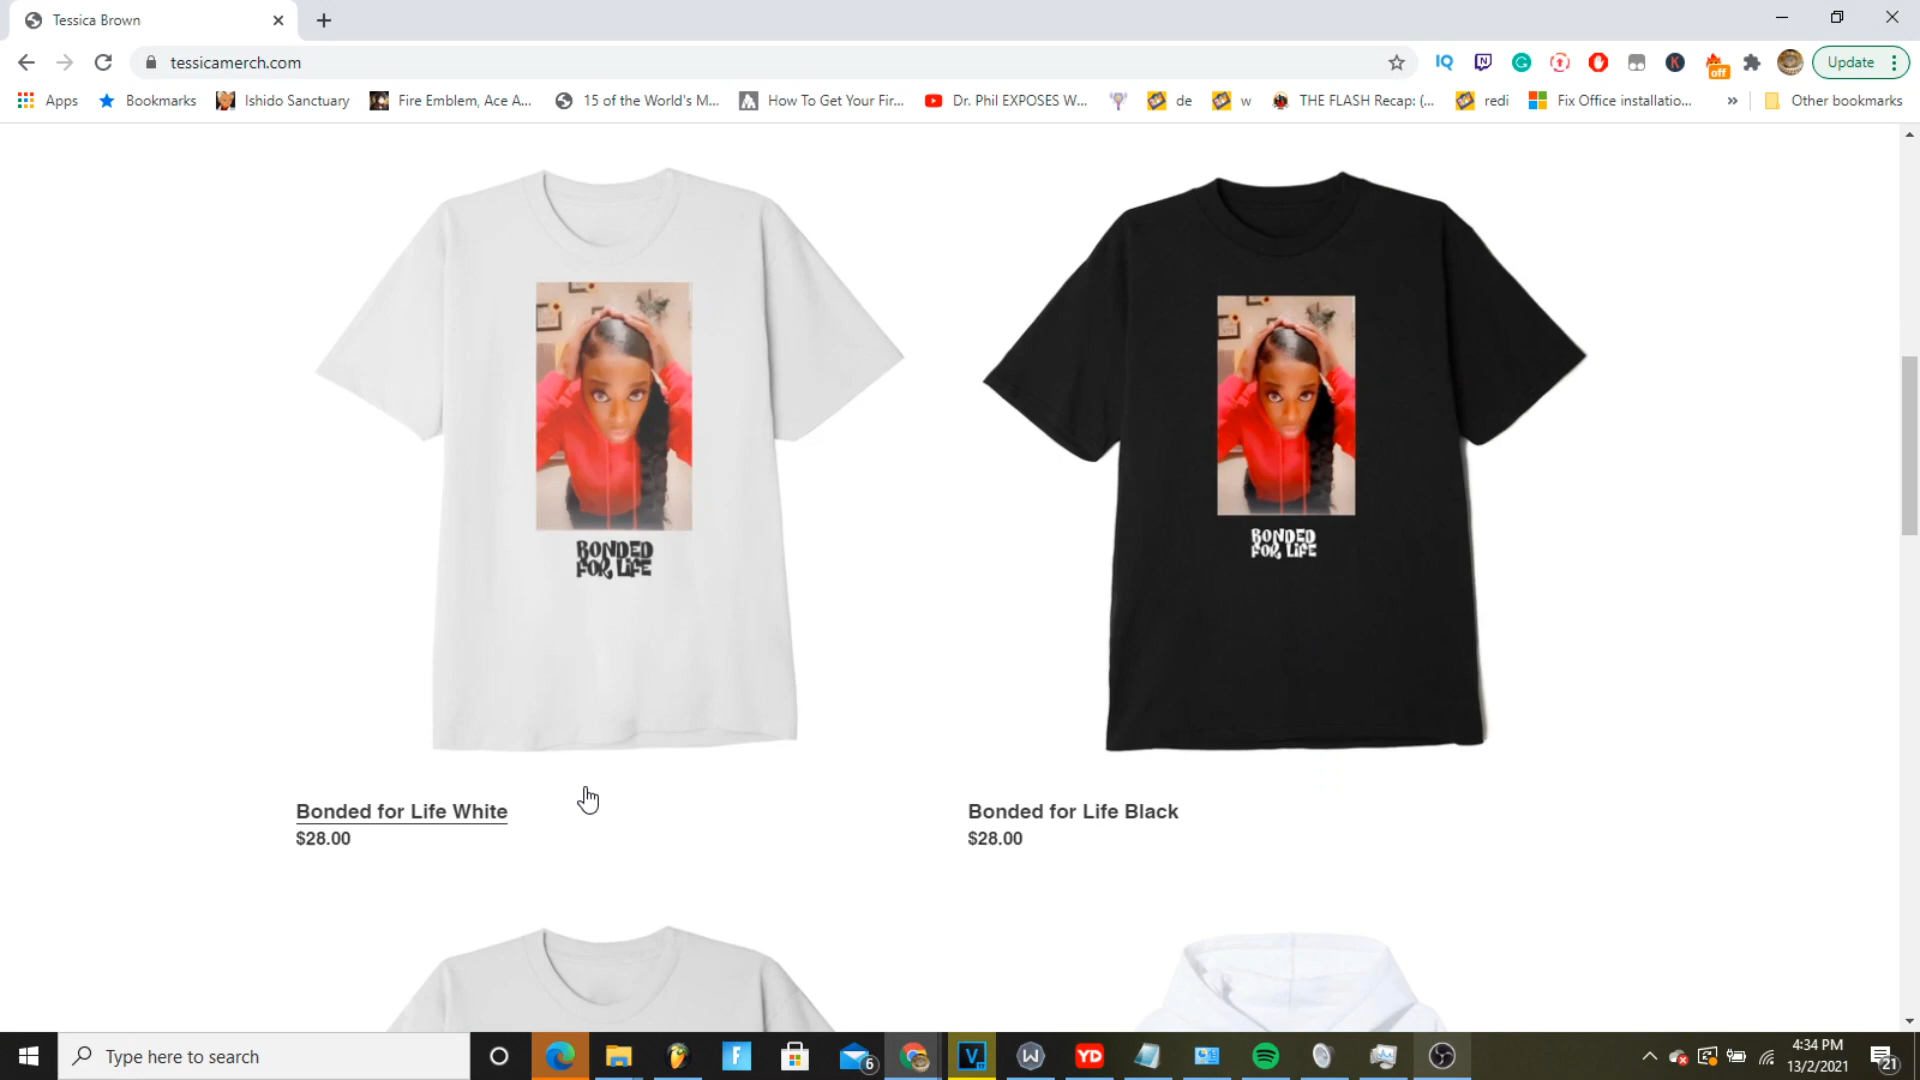 Tessica Brown
tessicamerch.com
Update
Apps
Bookmarks
Ishido Sanctuary
Fire Emblem, Ace A...
15 of the World's M...
How To Get Your Fir...
Dr. Phil EXPOSES W...
de
w
THE FLASH Recap: (...
redi
Fix Office installatio...
»
Other bookmarks
BONDED
FOR LIFE
BONDED
FOR LIFE
Bonded for Life White
$28.00
Bonded for Life Black
$28.00
Type here to search
4:34 PM
13/2/2021